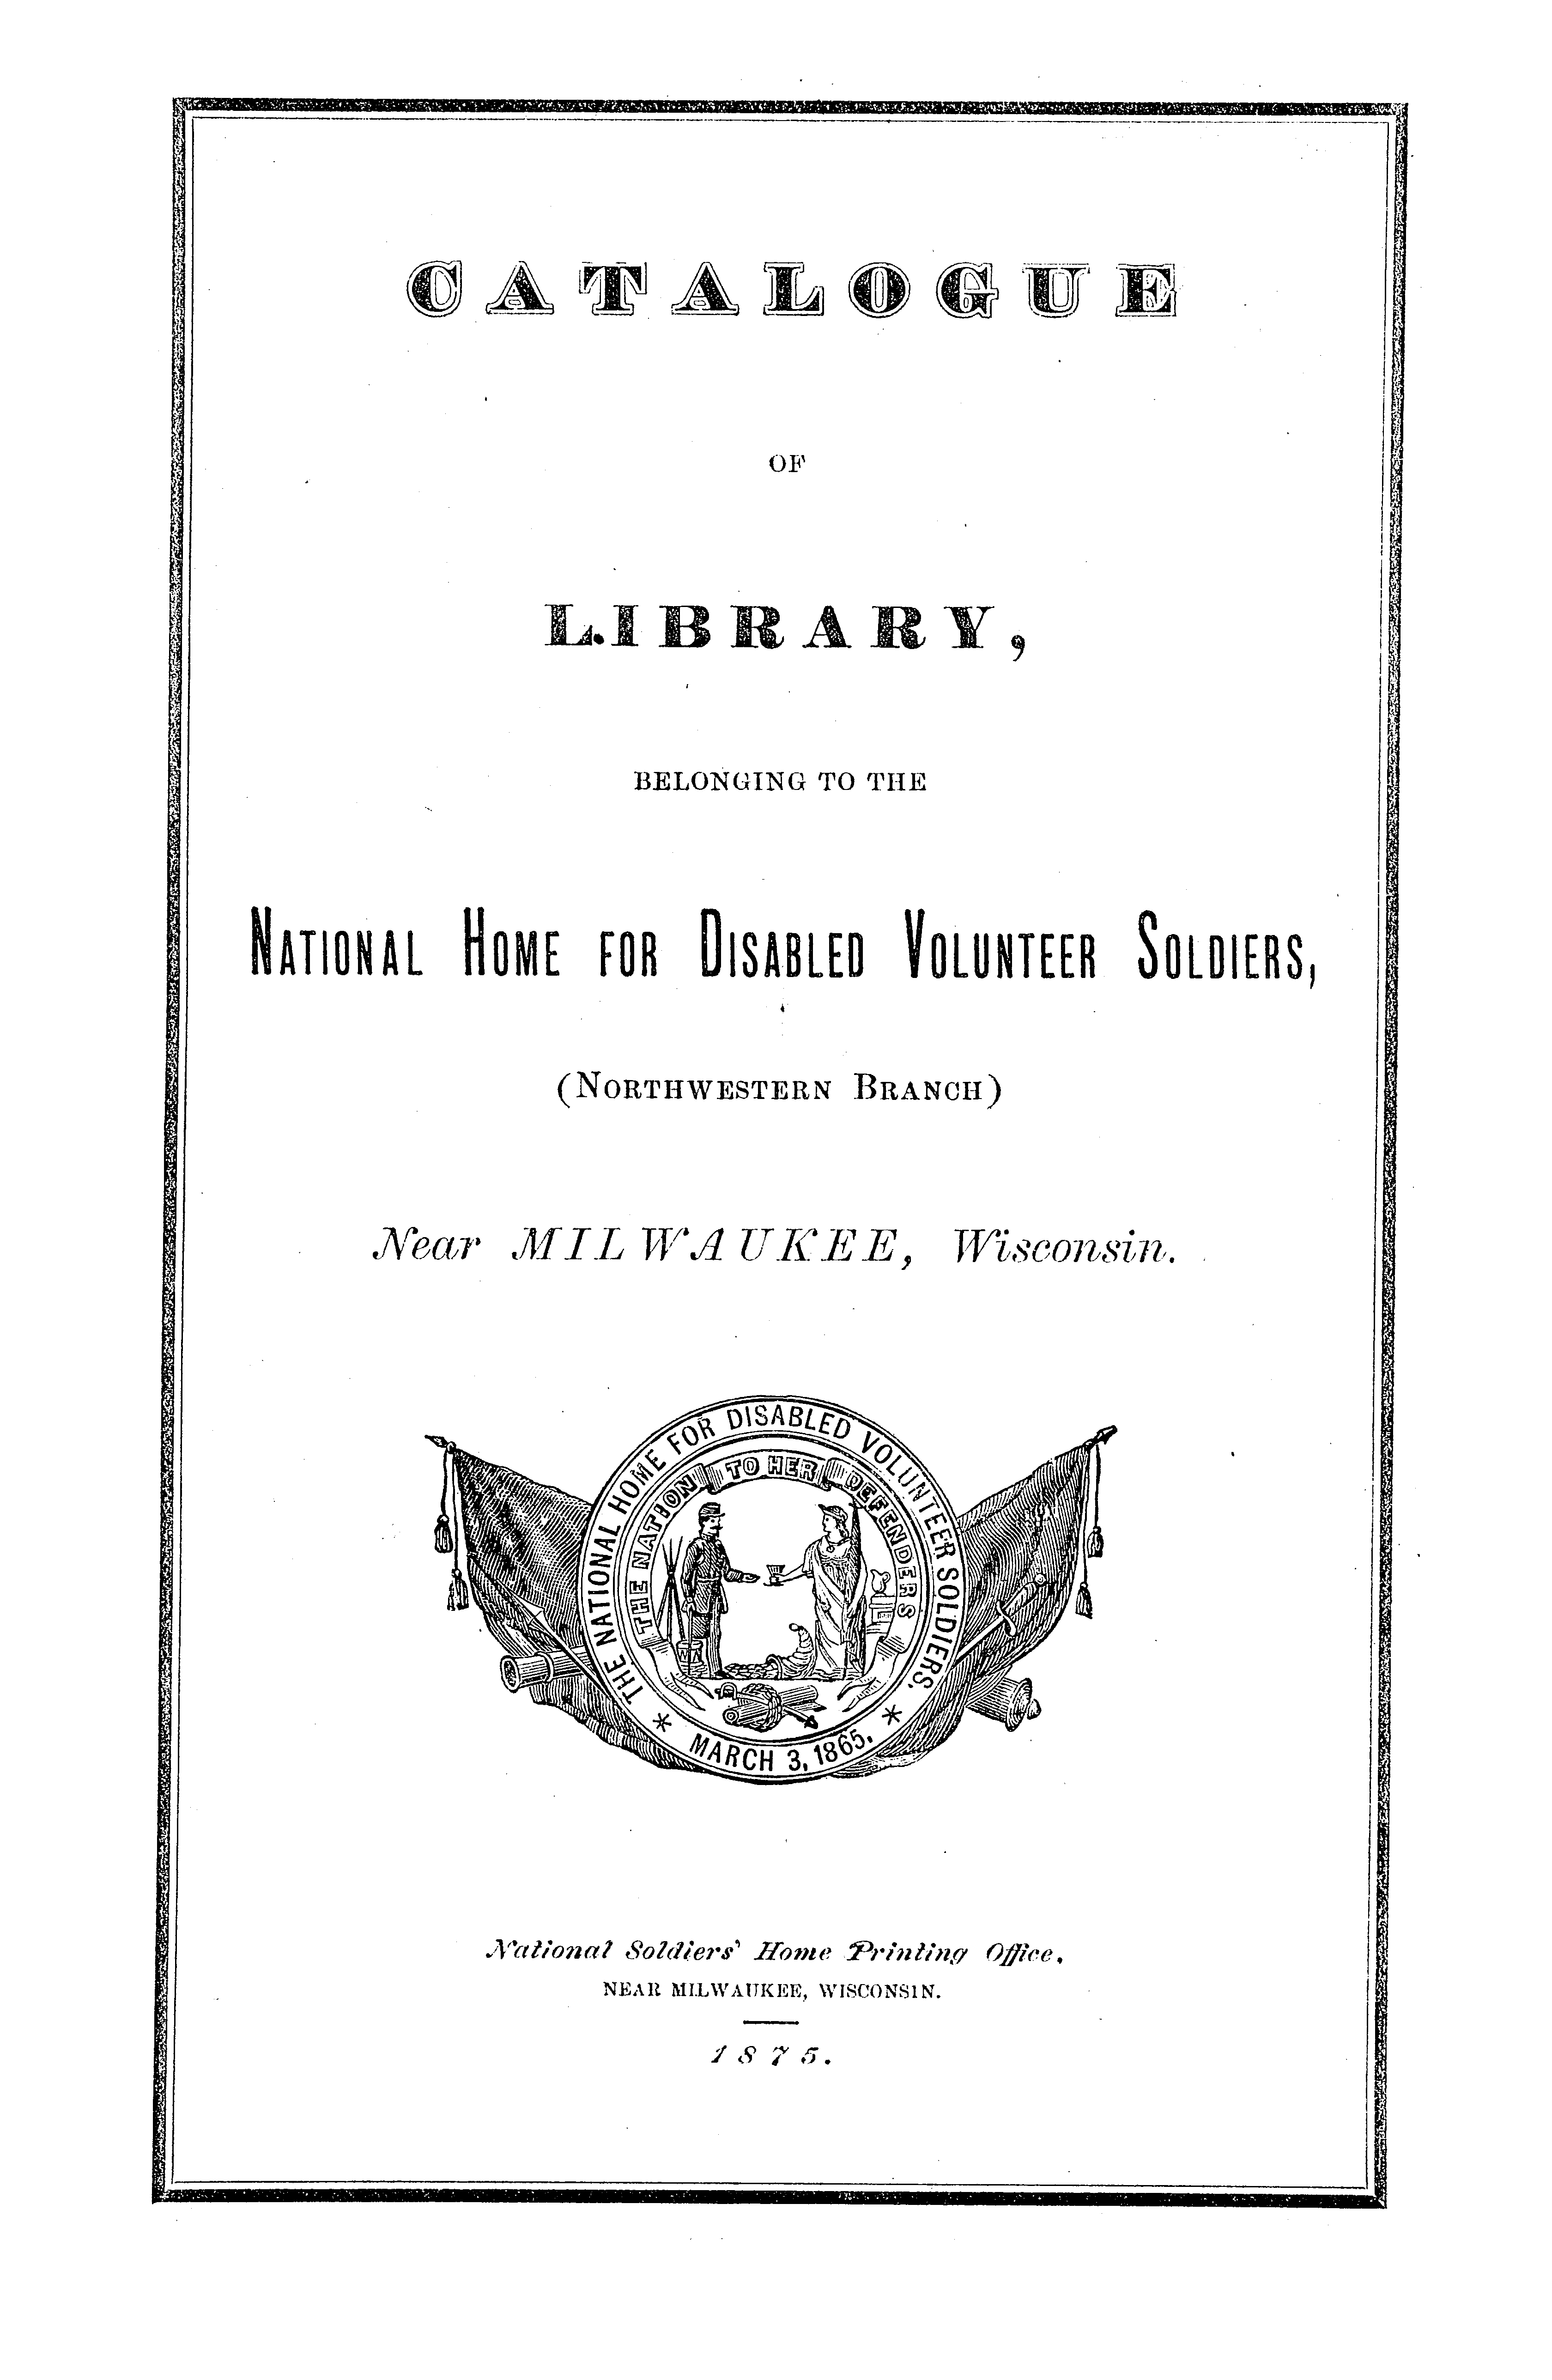 CATALOGUE
OF
LIBRARY,
BELONGING TO THE
NATIONAL HOME FOR DISABLED VOLUNTEER SOLDIERS,
(NORTHWESTERN BRANCH)
Near MILWAUKEE, Wisconsin.
THE NATIONAL HOME FOR DISABLED VOLUNTEER SOLDIERS.
THE NATION TO HER DEFENDERS
* MARCH 3, 1865. *
National Soldiers' Home Printing Office,
NEAR MILWAUKEE, WISCONSIN.
1875.